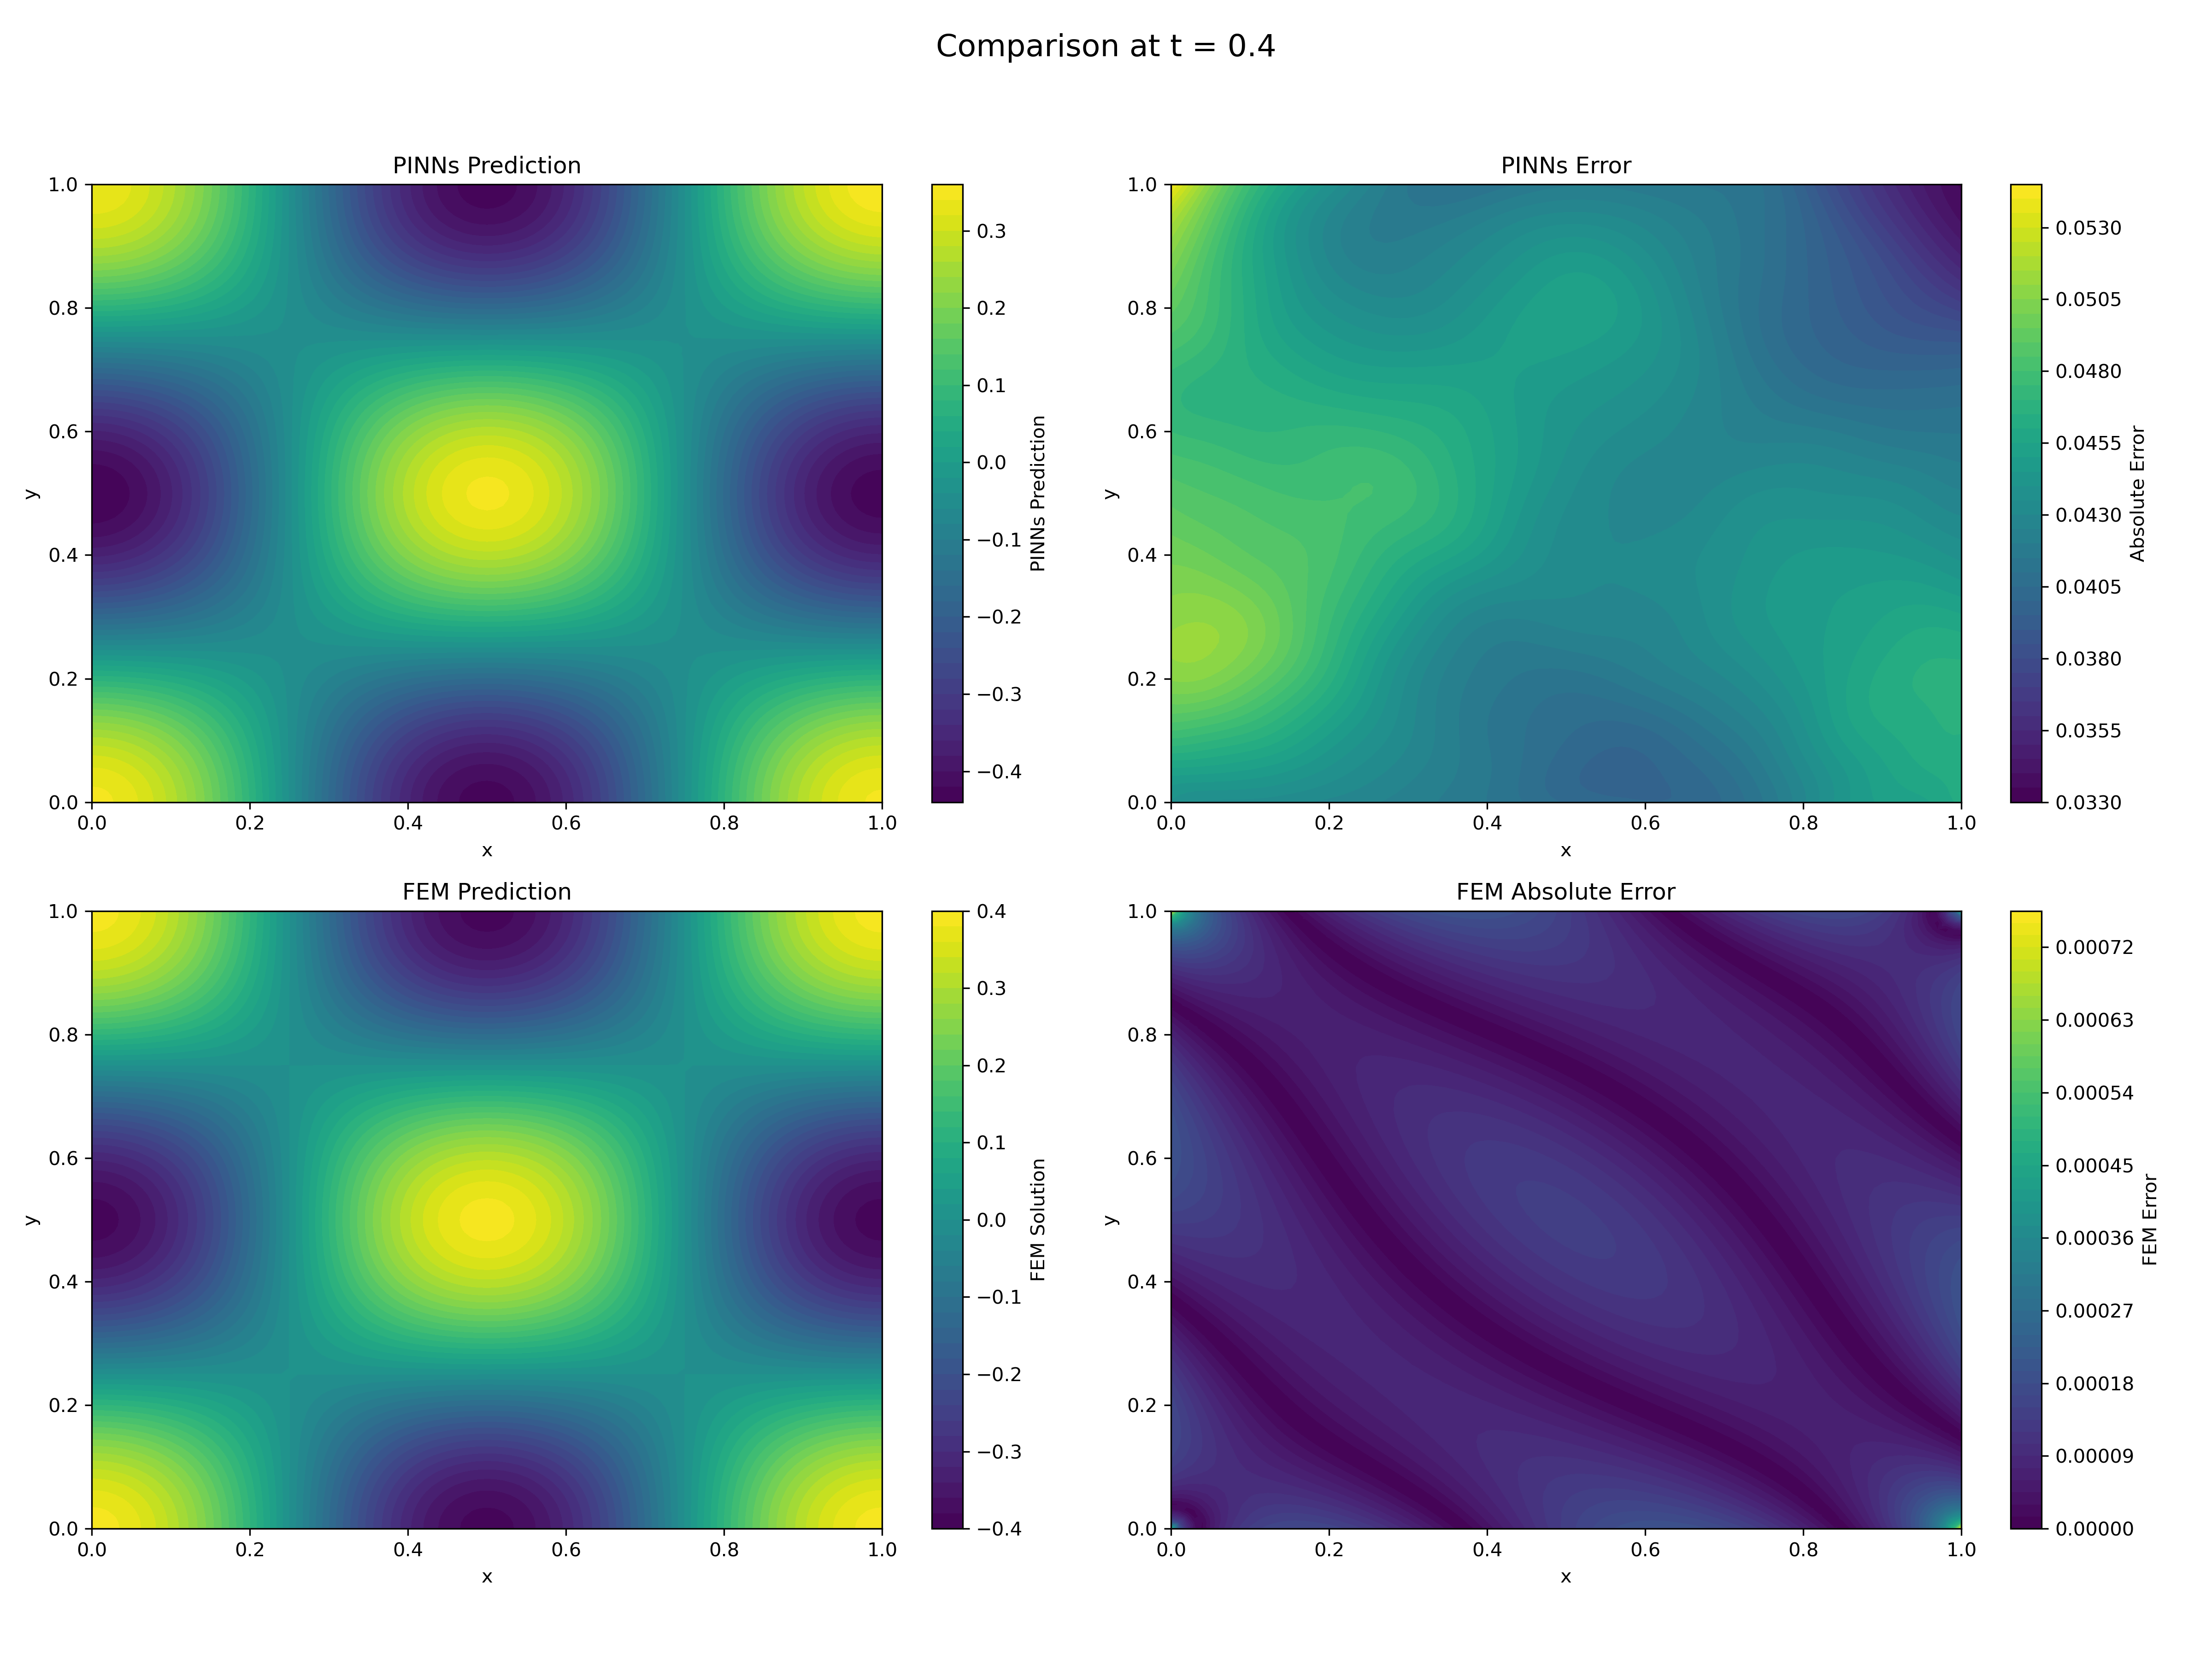 Comparison at t = 0.4
PINNs Prediction
1.0
0.8
0.6
0.4
0.2
0.0
y
0.0 0.2 0.4 0.6 0.8 1.0
x
0.3
0.2
0.1
0.0
−0.1
−0.2
−0.3
−0.4
PINNs Prediction
PINNs Error
1.0
0.8
0.6
0.4
0.2
0.0
y
0.0 0.2 0.4 0.6 0.8 1.0
x
0.0530
0.0505
0.0480
0.0455
0.0430
0.0405
0.0380
0.0355
0.0330
Absolute Error
FEM Prediction
1.0
0.8
0.6
0.4
0.2
0.0
y
0.0 0.2 0.4 0.6 0.8 1.0
x
0.4
0.3
0.2
0.1
0.0
−0.1
−0.2
−0.3
−0.4
FEM Solution
FEM Absolute Error
1.0
0.8
0.6
0.4
0.2
0.0
y
0.0 0.2 0.4 0.6 0.8 1.0
x
0.00072
0.00063
0.00054
0.00045
0.00036
0.00027
0.00018
0.00009
0.00000
FEM Error